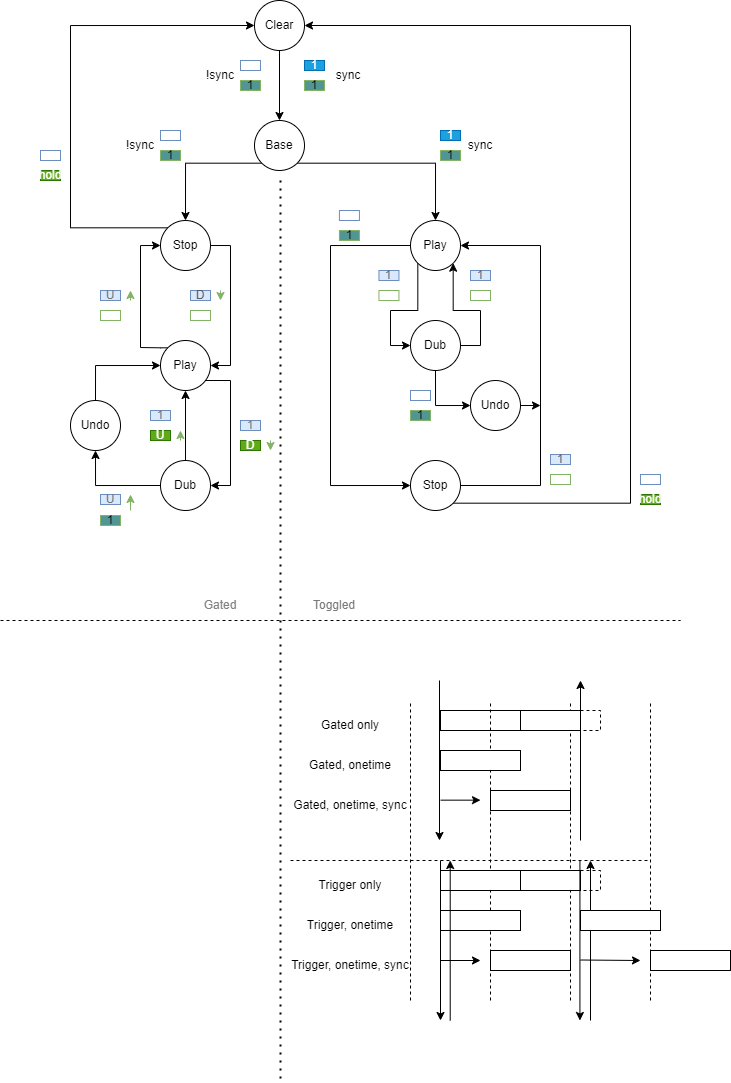 Clear
!sync
1
1
1
sync
Base
!sync
1
1
1
sync
hold
Stop
1
Play
U
D
1
1
Play
Dub
Undo
1
U
1
D
1
Undo
U
1
Dub
Stop
1
hold
Gated
Toggled
Gated only
Gated, onetime
Gated, onetime, sync
Trigger only
Trigger, onetime
Trigger, onetime, sync